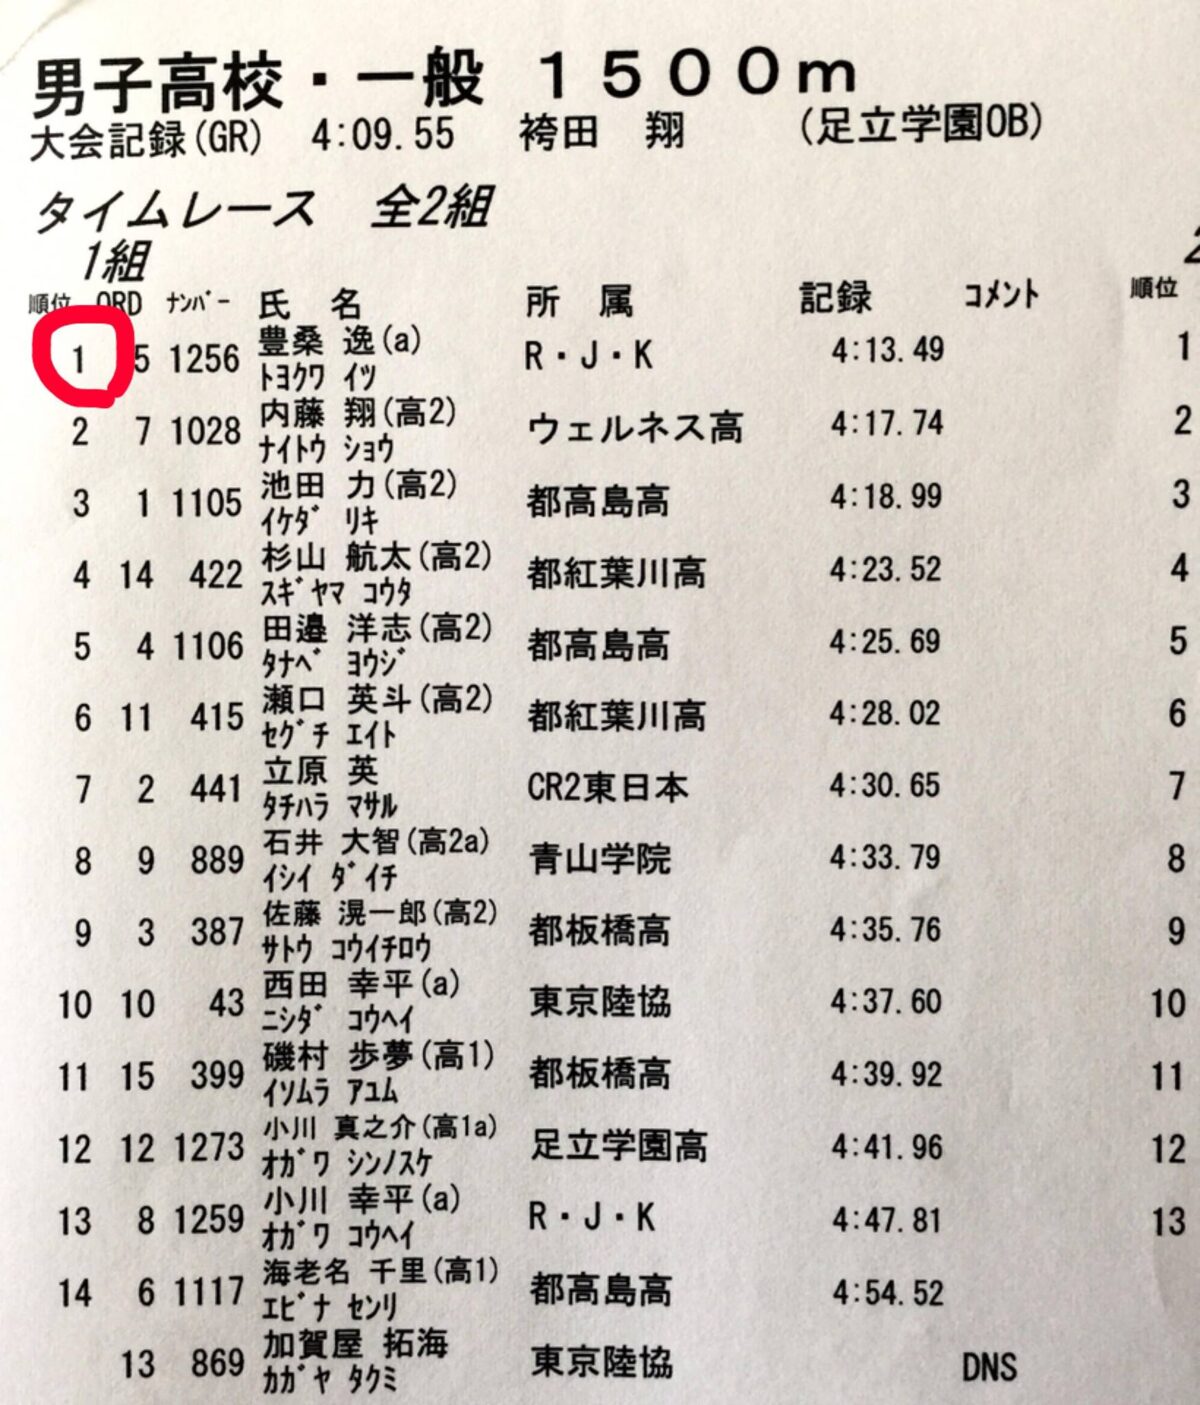 男子高校・一般 １５００ｍ
大会記録(GR) 4:09.55 袴田 翔 (足立学園OB)
タイムレース 全2組
1組
順位 ORD ﾅﾝﾊﾞｰ 氏 名 所 属 記録 ｺﾒﾝﾄ
1 5 1256 豊桑 逸(a) R・J・K 4:13.49
ﾄﾖｸﾜ ｲﾂ
2 7 1028 内藤 翔(高2) ウェルネス高 4:17.74
ﾅｲﾄｳ ｼｮｳ
3 1 1105 池田 力(高2) 都高島高 4:18.99
ｲｹﾀﾞ ﾘｷ
4 14 422 杉山 航太(高2) 都紅葉川高 4:23.52
ｽｷﾞﾔﾏ ｺｳﾀ
5 4 1106 田邉 洋志(高2) 都高島高 4:25.69
ﾀﾅﾍﾞ ﾖｳｼﾞ
6 11 415 瀬口 英斗(高2) 都紅葉川高 4:28.02
ｾｸﾞﾁ ｴｲﾄ
7 2 441 立原 英 CR2東日本 4:30.65
ﾀﾁﾊﾗ ﾏｻﾙ
8 9 889 石井 大智(高2a) 青山学院 4:33.79
ｲｼｲ ﾀﾞｲﾁ
9 3 387 佐藤 滉一郎(高2) 都板橋高 4:35.76
ｻﾄｳ ｺｳｲﾁﾛｳ
10 10 43 西田 幸平(a) 東京陸協 4:37.60
ﾆｼﾀﾞ ｺｳﾍｲ
11 15 399 磯村 歩夢(高1) 都板橋高 4:39.92
ｲｿﾑﾗ ｱﾕﾑ
12 12 1273 小川 真之介(高1a) 足立学園高 4:41.96
ｵｶﾞﾜ ｼﾝﾉｽｹ
13 8 1259 小川 幸平(a) R・J・K 4:47.81
ｵｶﾞﾜ ｺｳﾍｲ
14 6 1117 海老名 千里(高1) 都高島高 4:54.52
ｴﾋﾞﾅ ｾﾝﾘ
13 869 加賀屋 拓海 東京陸協 DNS
ｶｶﾞﾔ ﾀｸﾐ
2
順位
1
2
3
4
5
6
7
8
9
10
11
12
13